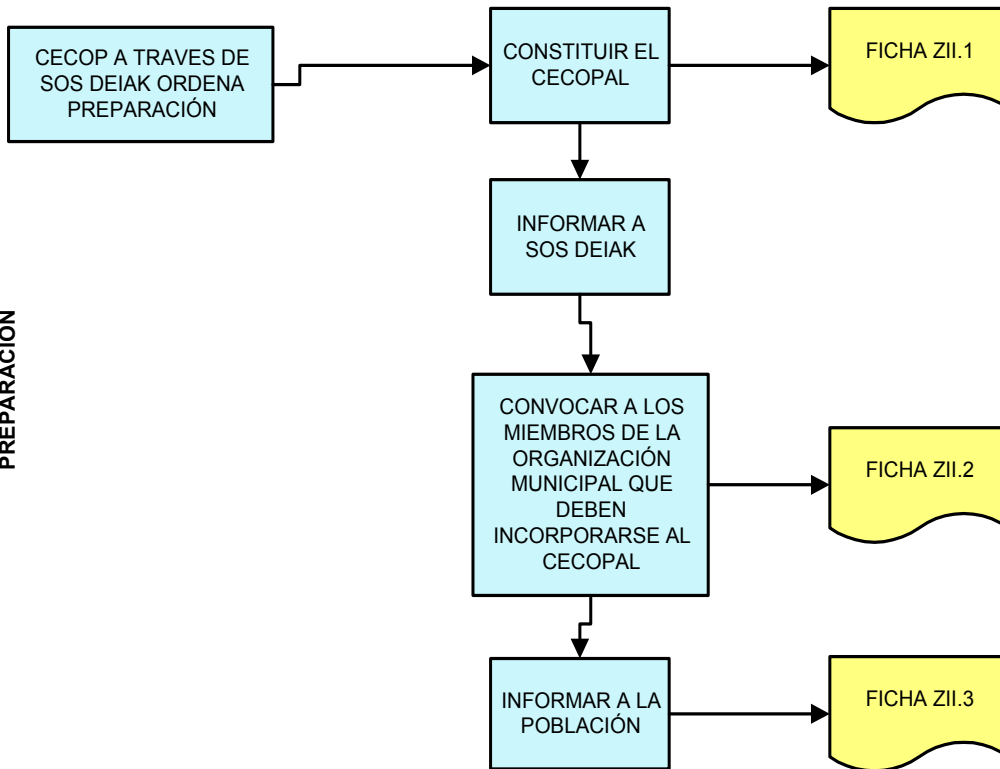 CECOP A TRAVES DE
SOS DEIAK ORDENA
PREPARACIÓN
CONSTITUIR EL
CECOPAL
FICHA ZII.1
INFORMAR A
SOS DEIAK
PREPARACIÓN
CONVOCAR A LOS
MIEMBROS DE LA
ORGANIZACIÓN
MUNICIPAL QUE
DEBEN
INCORPORARSE AL
CECOPAL
FICHA ZII.2
INFORMAR A LA
POBLACIÓN
FICHA ZII.3